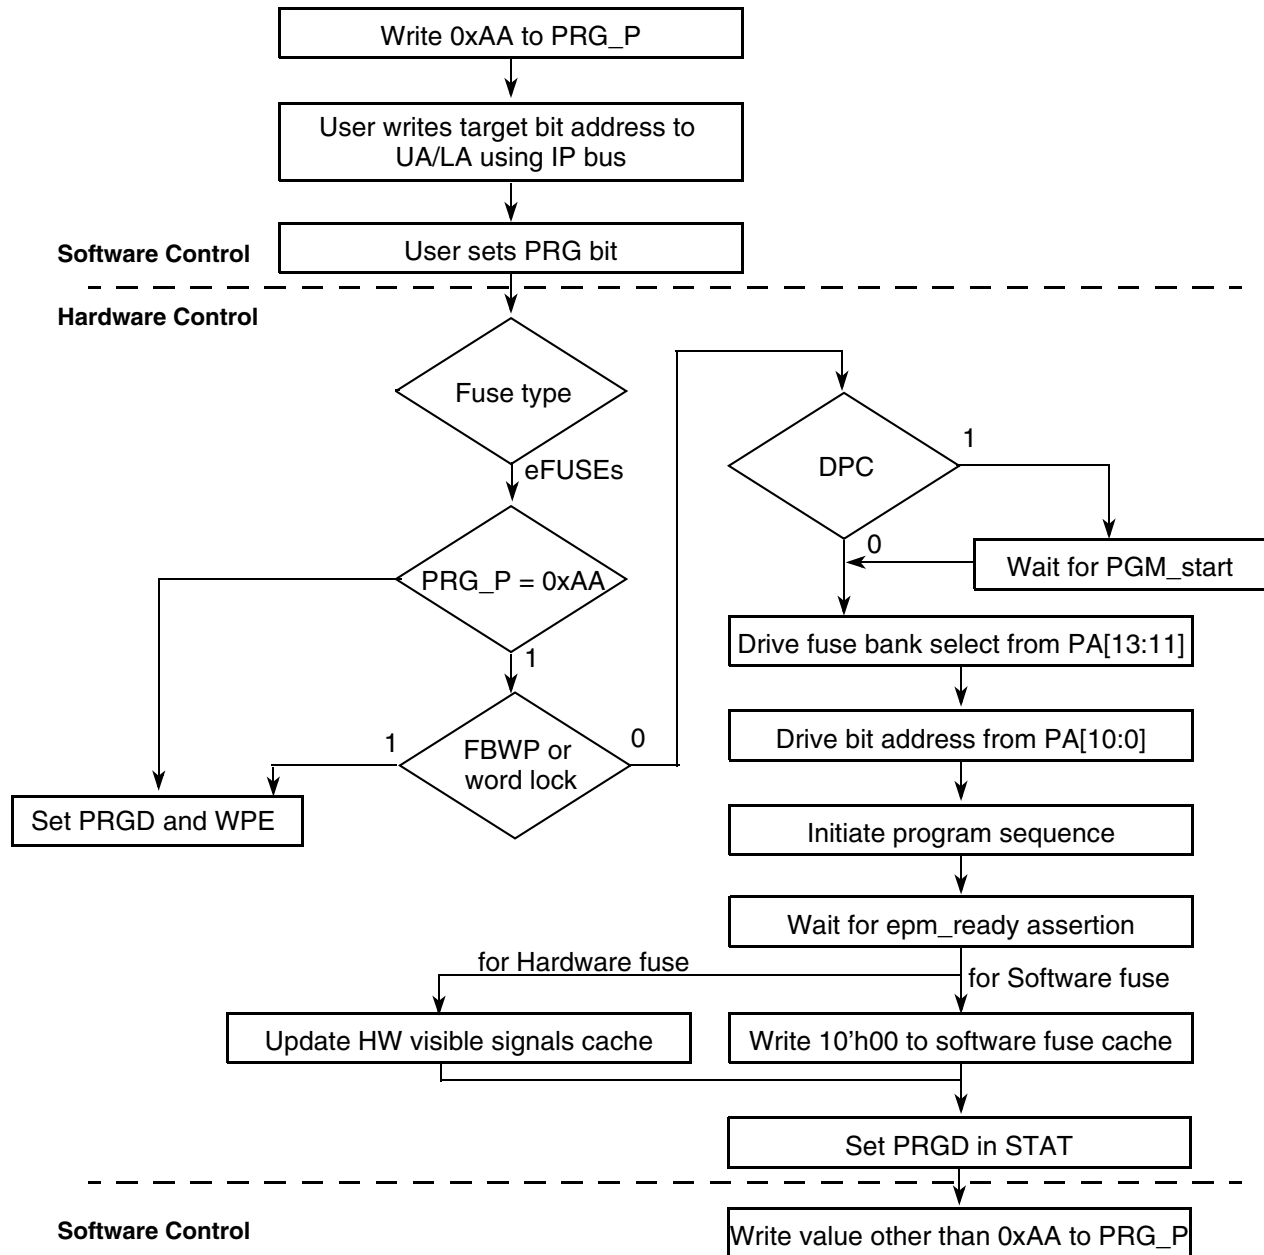 Write 0xAA to PRG_P
User writes target bit address to
UA/LA using IP bus
User sets PRG bit
Software Control
Hardware Control
Fuse type
eFUSEs
PRG_P = 0xAA
1
FBWP or
word lock
1
0
Set PRGD and WPE
DPC
1
0
Wait for PGM_start
Drive fuse bank select from PA[13:11]
Drive bit address from PA[10:0]
Initiate program sequence
Wait for epm_ready assertion
for Hardware fuse
for Software fuse
Update HW visible signals cache
Write 10'h00 to software fuse cache
Set PRGD in STAT
Software Control
Write value other than 0xAA to PRG_P